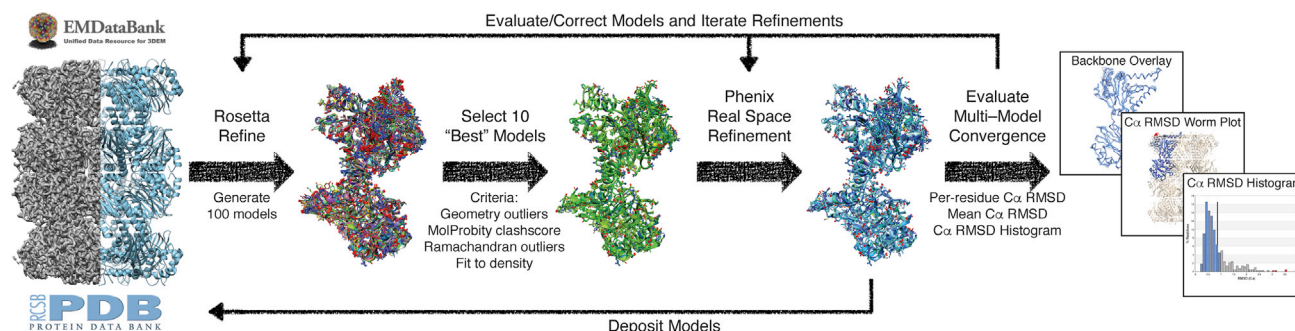 EMDataBank
Unified Data Resource for 3DEM
RCSB
PDB
PROTEIN DATA BANK
Evaluate/Correct Models and Iterate Refinements
Rosetta
Refine
Generate
100 models
Select 10
“Best” Models
Criteria:
Geometry outliers
MolProbity clashscore
Ramachandran outliers
Fit to density
Phenix
Real Space
Refinement
Evaluate
Multi–Model
Convergence
Per-residue Cα RMSD
Mean Cα RMSD
Cα RMSD Histogram
Backbone Overlay
Cα RMSD Worm Plot
Cα RMSD Histogram
Deposit Models